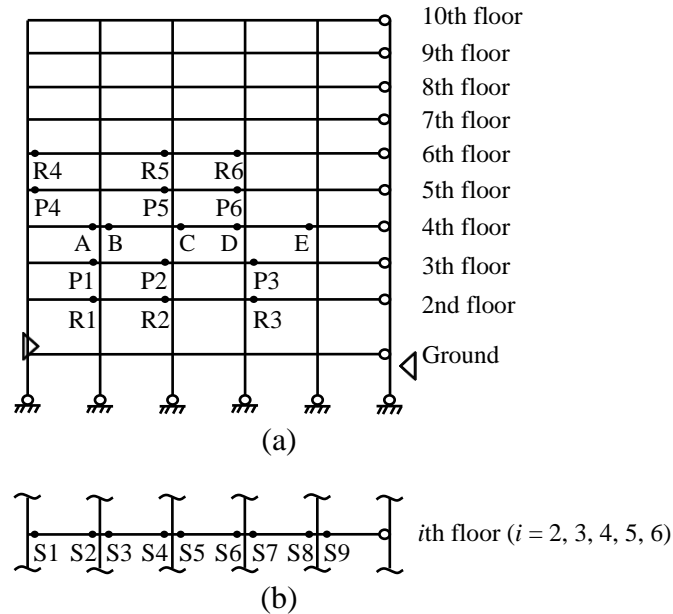 10th floor
9th floor
8th floor
7th floor
6th floor
R4 R5 R6
5th floor
P4 P5 P6
4th floor
A B C D E
3th floor
P1 P2 P3
2nd floor
R1 R2 R3
Ground
(a)
ith floor (i = 2, 3, 4, 5, 6)
S1 S2 S3 S4 S5 S6 S7 S8 S9
(b)